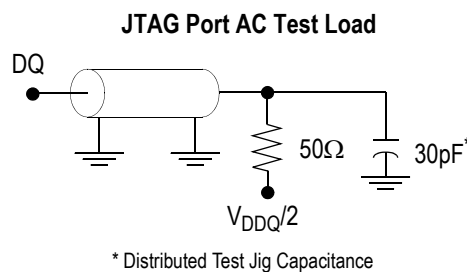 JTAG Port AC Test Load
DQ
50Ω
30pF*
VDDQ/2
* Distributed Test Jig Capacitance